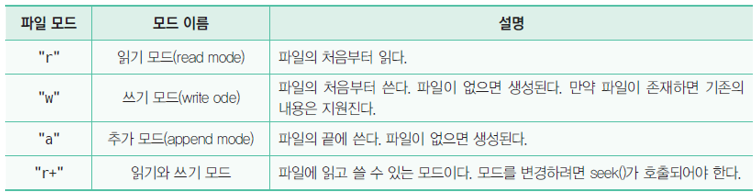 파일 모드 모드 이름 설명
"r" 읽기 모드(read mode) 파일의 처음부터 읽다.
"w" 쓰기 모드(write ode) 파일의 처음부터 쓴다. 파일이 없으면 생성된다. 만약 파일이 존재하면 기존의
내용은 지원진다.
"a" 추가 모드(append mode) 파일의 끝에 쓴다. 파일이 없으면 생성된다.
"r+" 읽기와 쓰기 모드 파일에 읽고 쓸 수 있는 모드이다. 모드를 변경하려면 seek()가 호출되어야 한다.